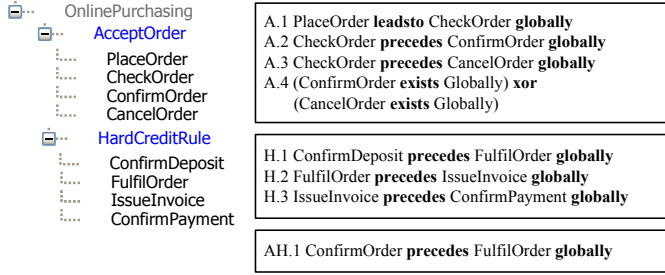 OnlinePurchasing
AcceptOrder
PlaceOrder
CheckOrder
ConfirmOrder
CancelOrder
HardCreditRule
ConfirmDeposit
FulfilOrder
IssueInvoice
ConfirmPayment
A.1 PlaceOrder leadsto CheckOrder globally
A.2 CheckOrder precedes ConfirmOrder globally
A.3 CheckOrder precedes CancelOrder globally
A.4 (ConfirmOrder exists Globally) xor
(CancelOrder exists Globally)
H.1 ConfirmDeposit precedes FulfilOrder globally
H.2 FulfilOrder precedes IssueInvoice globally
H.3 IssueInvoice precedes ConfirmPayment globally
AH.1 ConfirmOrder precedes FulfilOrder globally